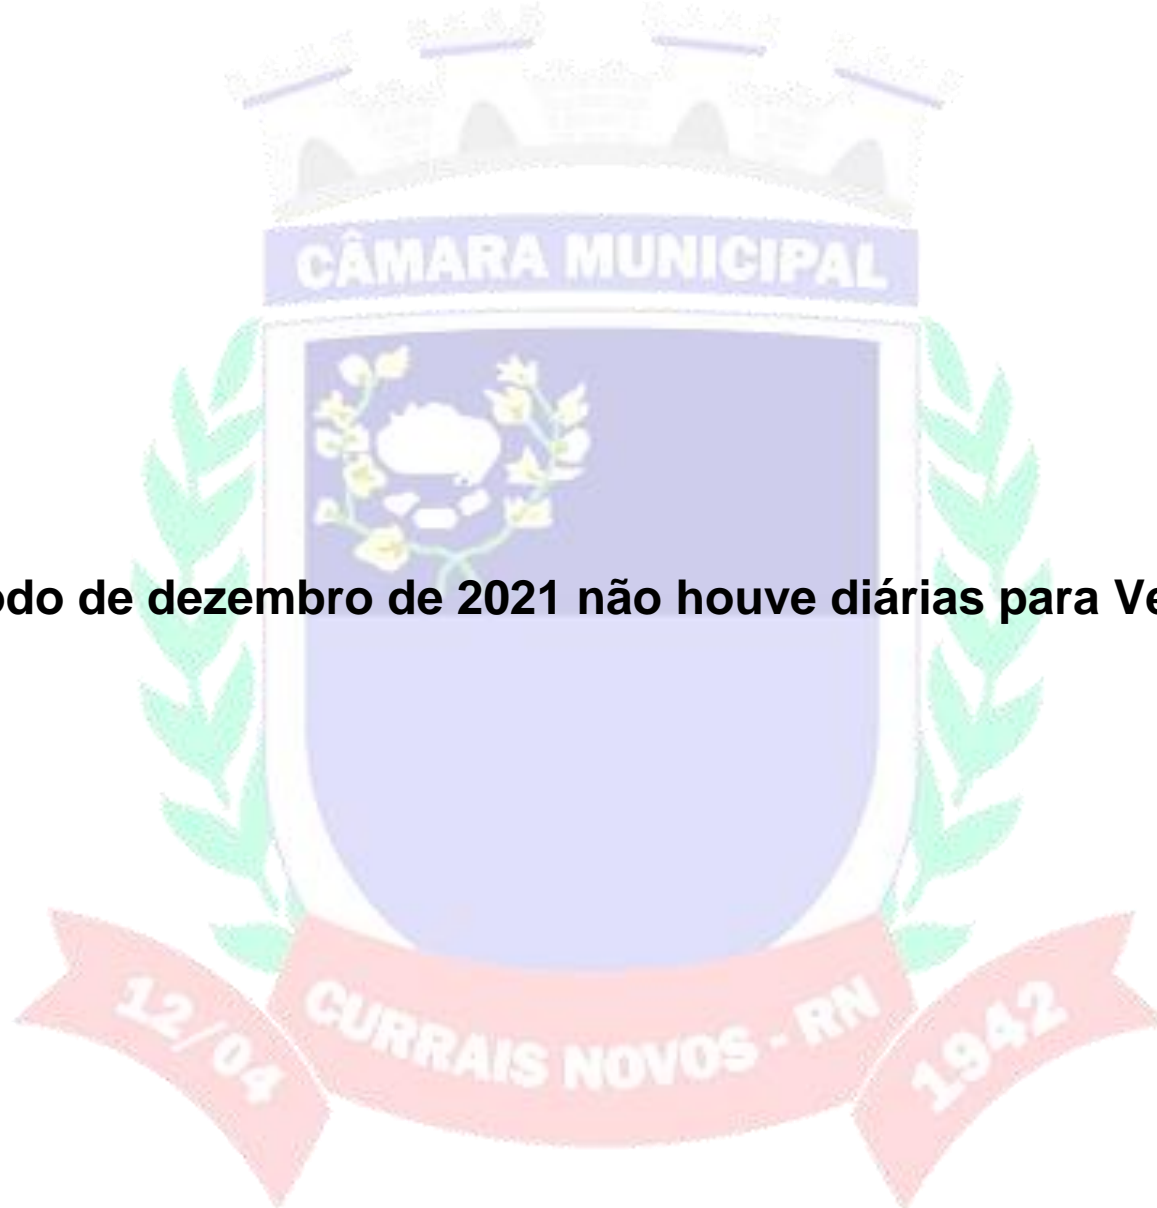 CÂMARA MUNICIPAL
odo de dezembro de 2021 não houve diárias para Ve
12/04
CURRAIS NOVOS - RN
1942